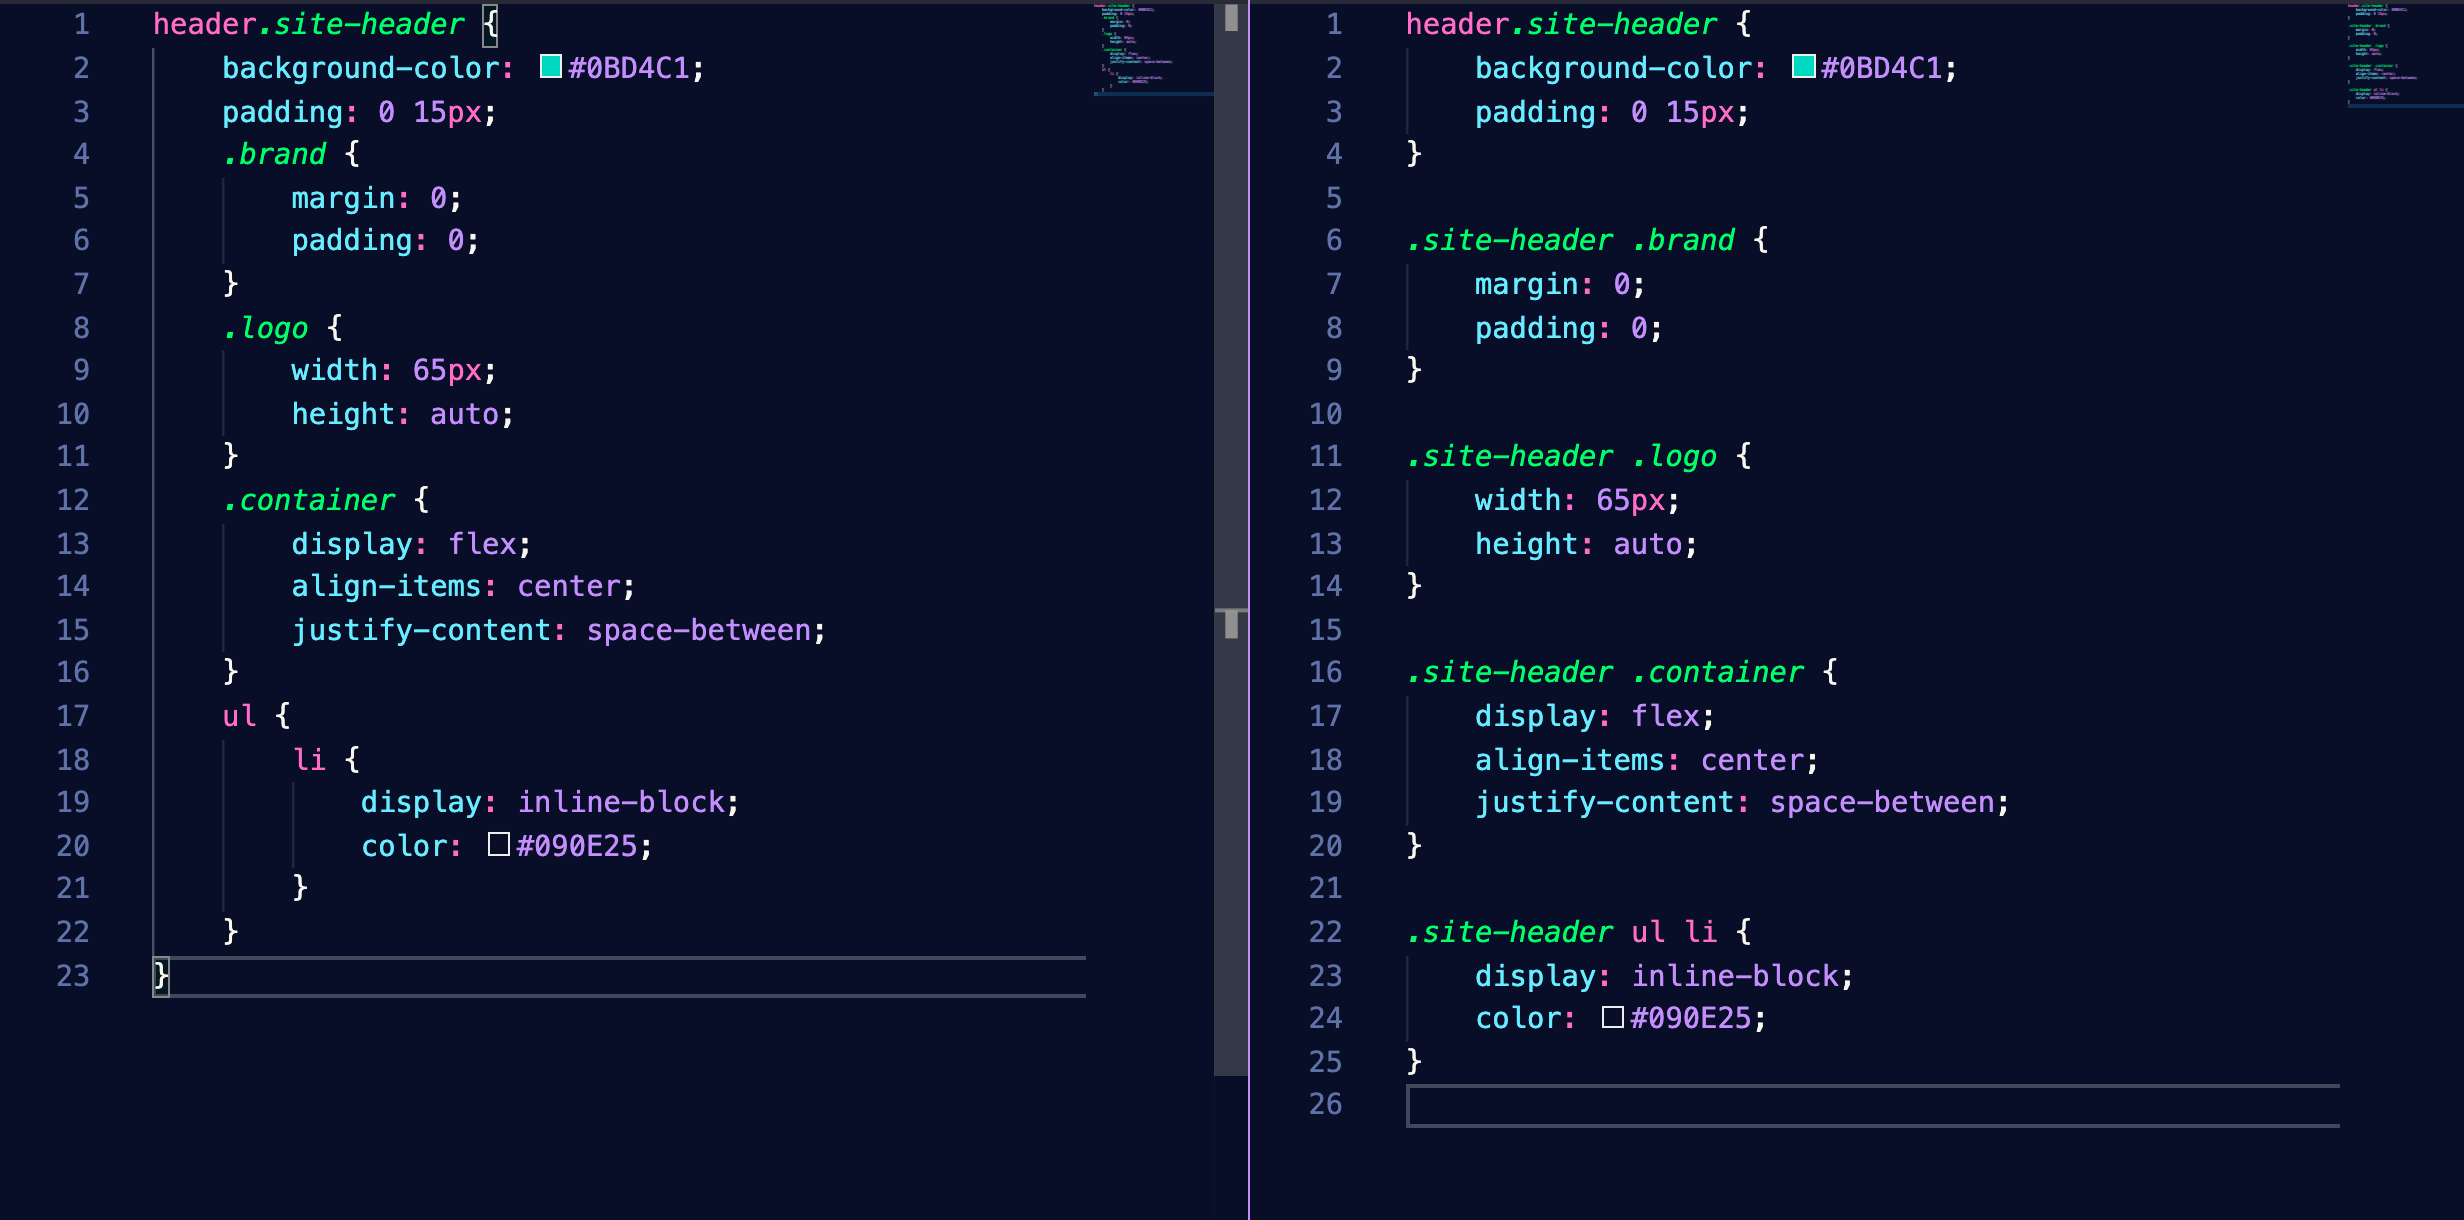 1 header.site-header {
2 background-color: #0BD4C1;
3 padding: 0 15px;
4 .brand {
5 margin: 0;
6 padding: 0;
7 }
8 .logo {
9 width: 65px;
10 height: auto;
11 }
12 .container {
13 display: flex;
14 align-items: center;
15 justify-content: space-between;
16 }
17 ul {
18 li {
19 display: inline-block;
20 color: #090E25;
21 }
22 }
23 }
1 header.site-header {
2 background-color: #0BD4C1;
3 padding: 0 15px;
4 }
5
6 .site-header .brand {
7 margin: 0;
8 padding: 0;
9 }
10
11 .site-header .logo {
12 width: 65px;
13 height: auto;
14 }
15
16 .site-header .container {
17 display: flex;
18 align-items: center;
19 justify-content: space-between;
20 }
21
22 .site-header ul li {
23 display: inline-block;
24 color: #090E25;
25 }
26